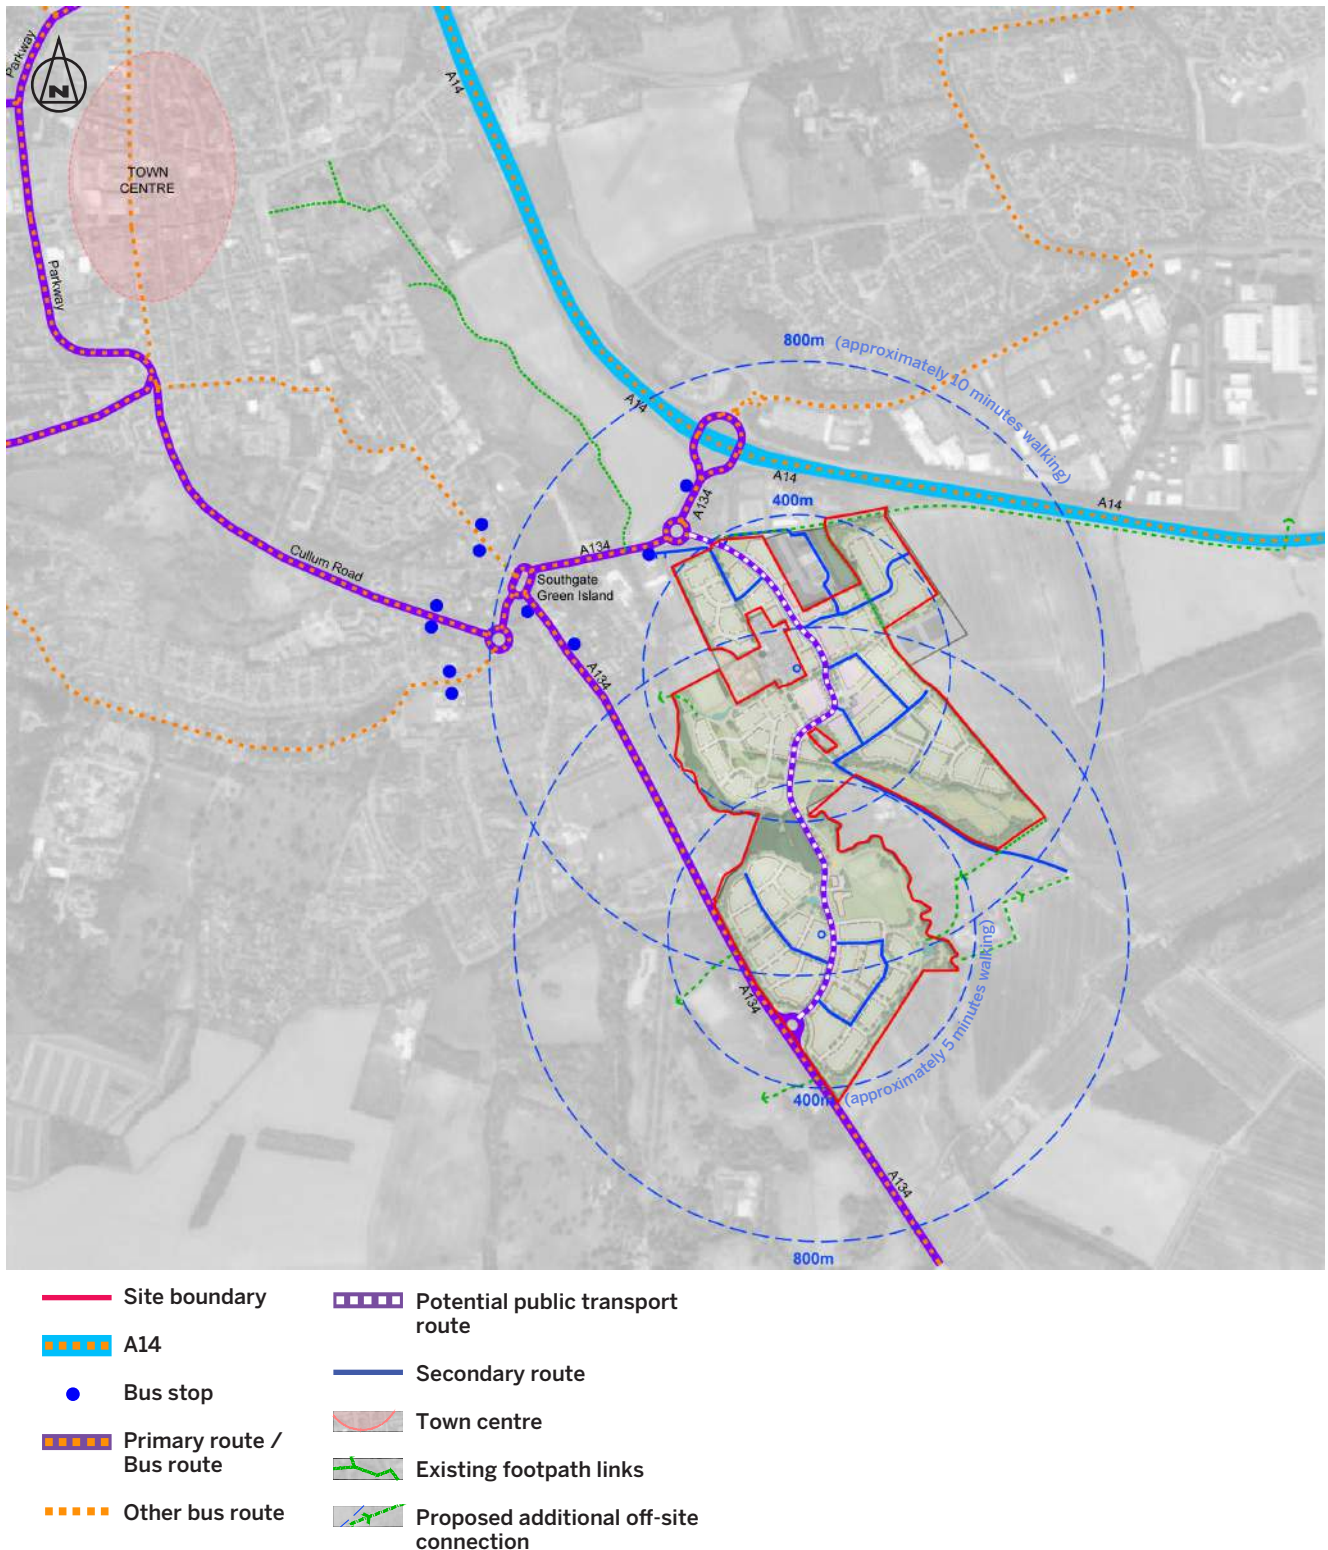 Parkway
N
A14
TOWN
CENTRE
Parkway
800m (approximately 10 minutes walking)
A14
A14
400m
A134
A14
A134
Cullum Road
Southgate
Green Island
A134
A134
400m (approximately 5 minutes walking)
A134
800m
Site boundary
A14
Bus stop
Primary route /
Bus route
Other bus route
Potential public transport
route
Secondary route
Town centre
Existing footpath links
Proposed additional off-site
connection